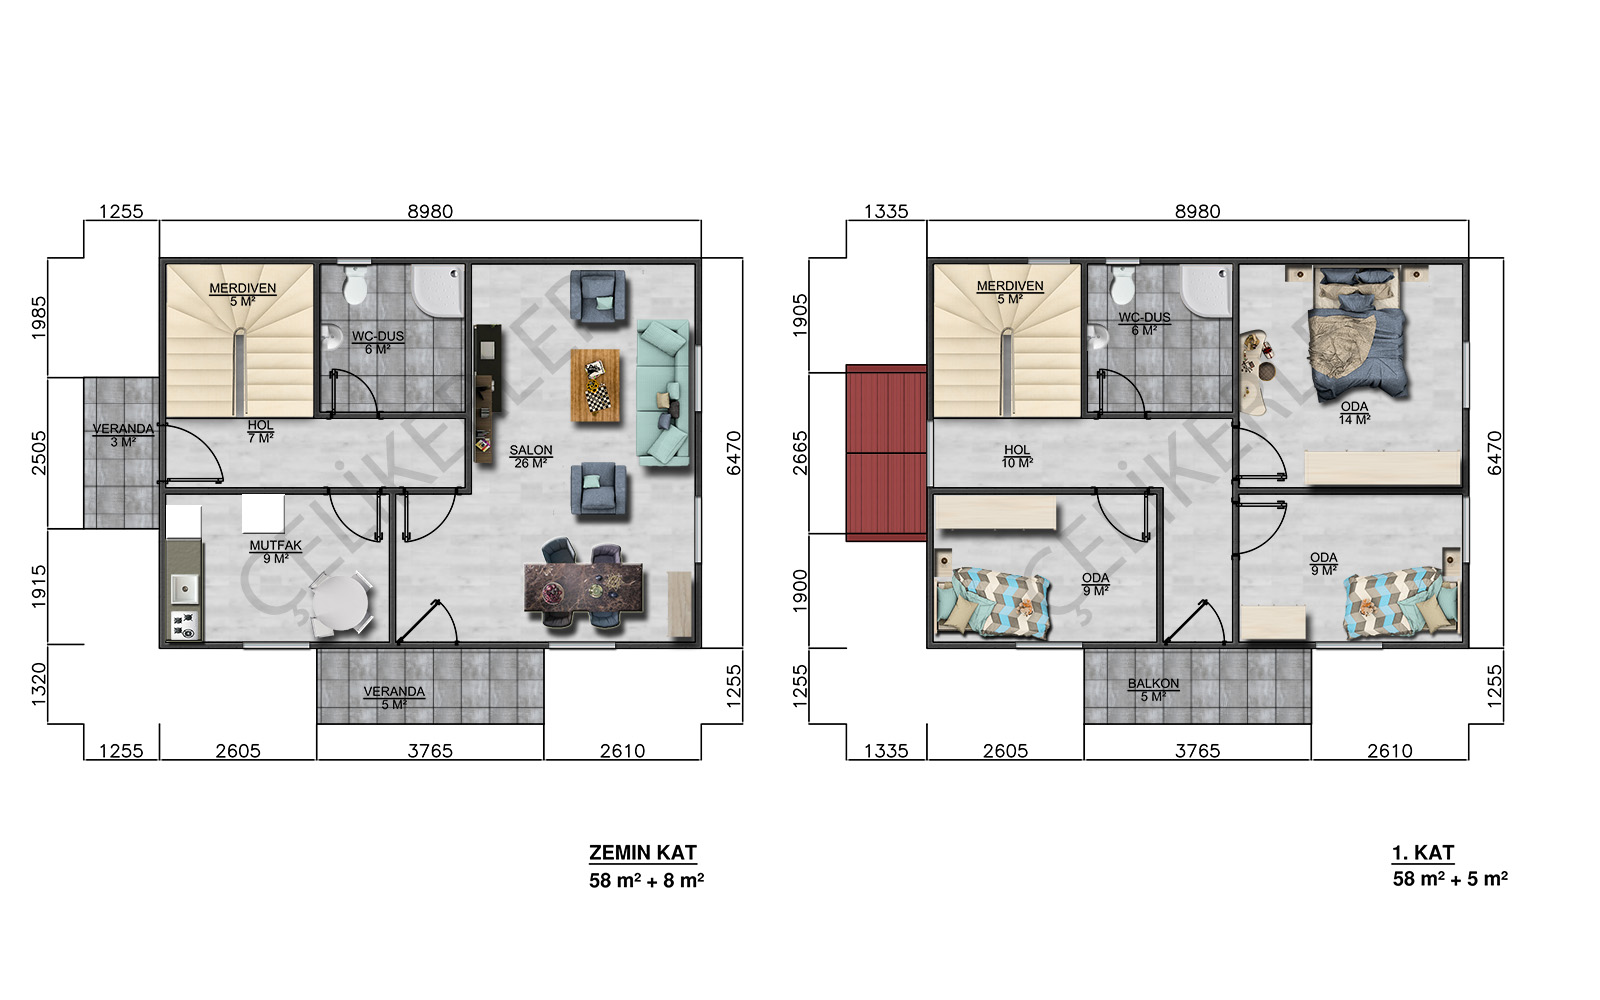 1255
8980
1985
2505
1915
1320
MERDIVEN
5 M²
WC-DUS
6 M²
VERANDA
3 M²
HOL
7 M²
SALON
26 M²
MUTFAK
9 M²
VERANDA
5 M²
6470
1255
1255
2605
3765
2610
ÇELİKERLER
ZEMIN KAT
58 m² + 8 m²
1335
8980
1905
2665
1900
1255
MERDIVEN
5 M²
WC-DUS
6 M²
ODA
14 M²
HOL
10 M²
ODA
9 M²
ODA
9 M²
BALKON
5 M²
6470
1255
1335
2605
3765
2610
ÇELİKERLER
1. KAT
58 m² + 5 m²